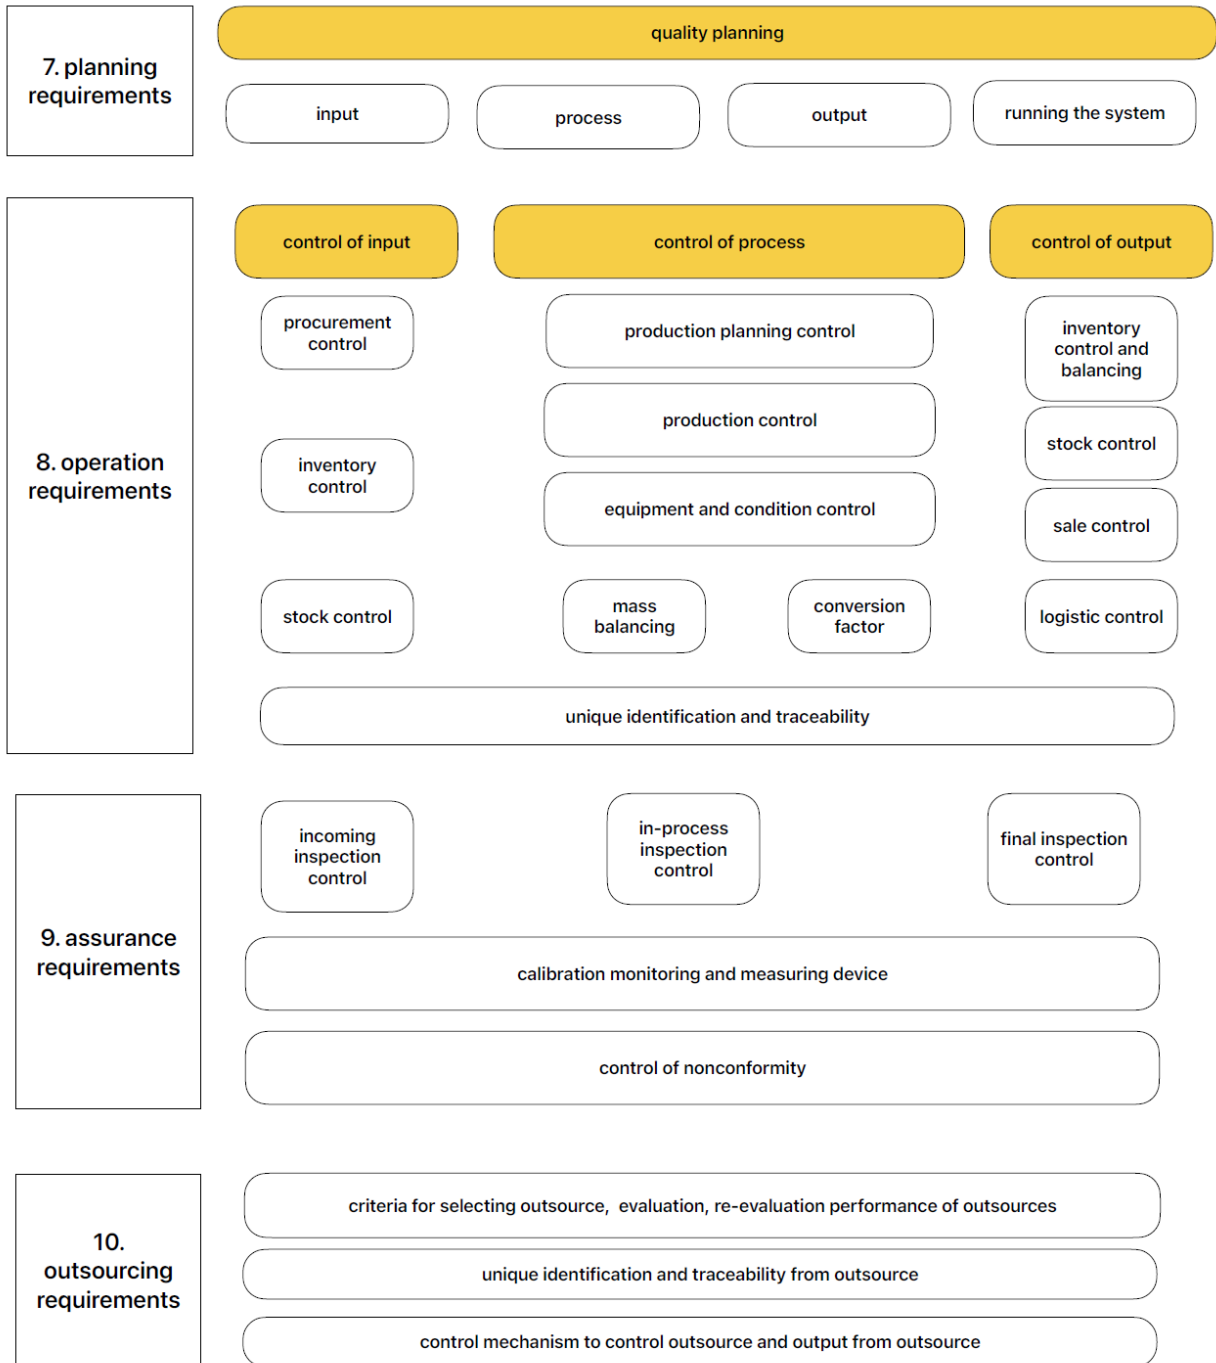 7. planning
requirements
quality planning
input
process
output
running the system
8. operation
requirements
control of input
control of process
control of output
procurement
control
production planning control
inventory
control and
balancing
production control
stock control
inventory
control
equipment and condition control
sale control
stock control
mass
balancing
conversion
factor
logistic control
unique identification and traceability
9. assurance
requirements
incoming
inspection
control
in-process
inspection
control
final inspection
control
calibration monitoring and measuring device
control of nonconformity
10.
outsourcing
requirements
criteria for selecting outsource,  evaluation, re-evaluation performance of outsources
unique identification and traceability from outsource
control mechanism to control outsource and output from outsource